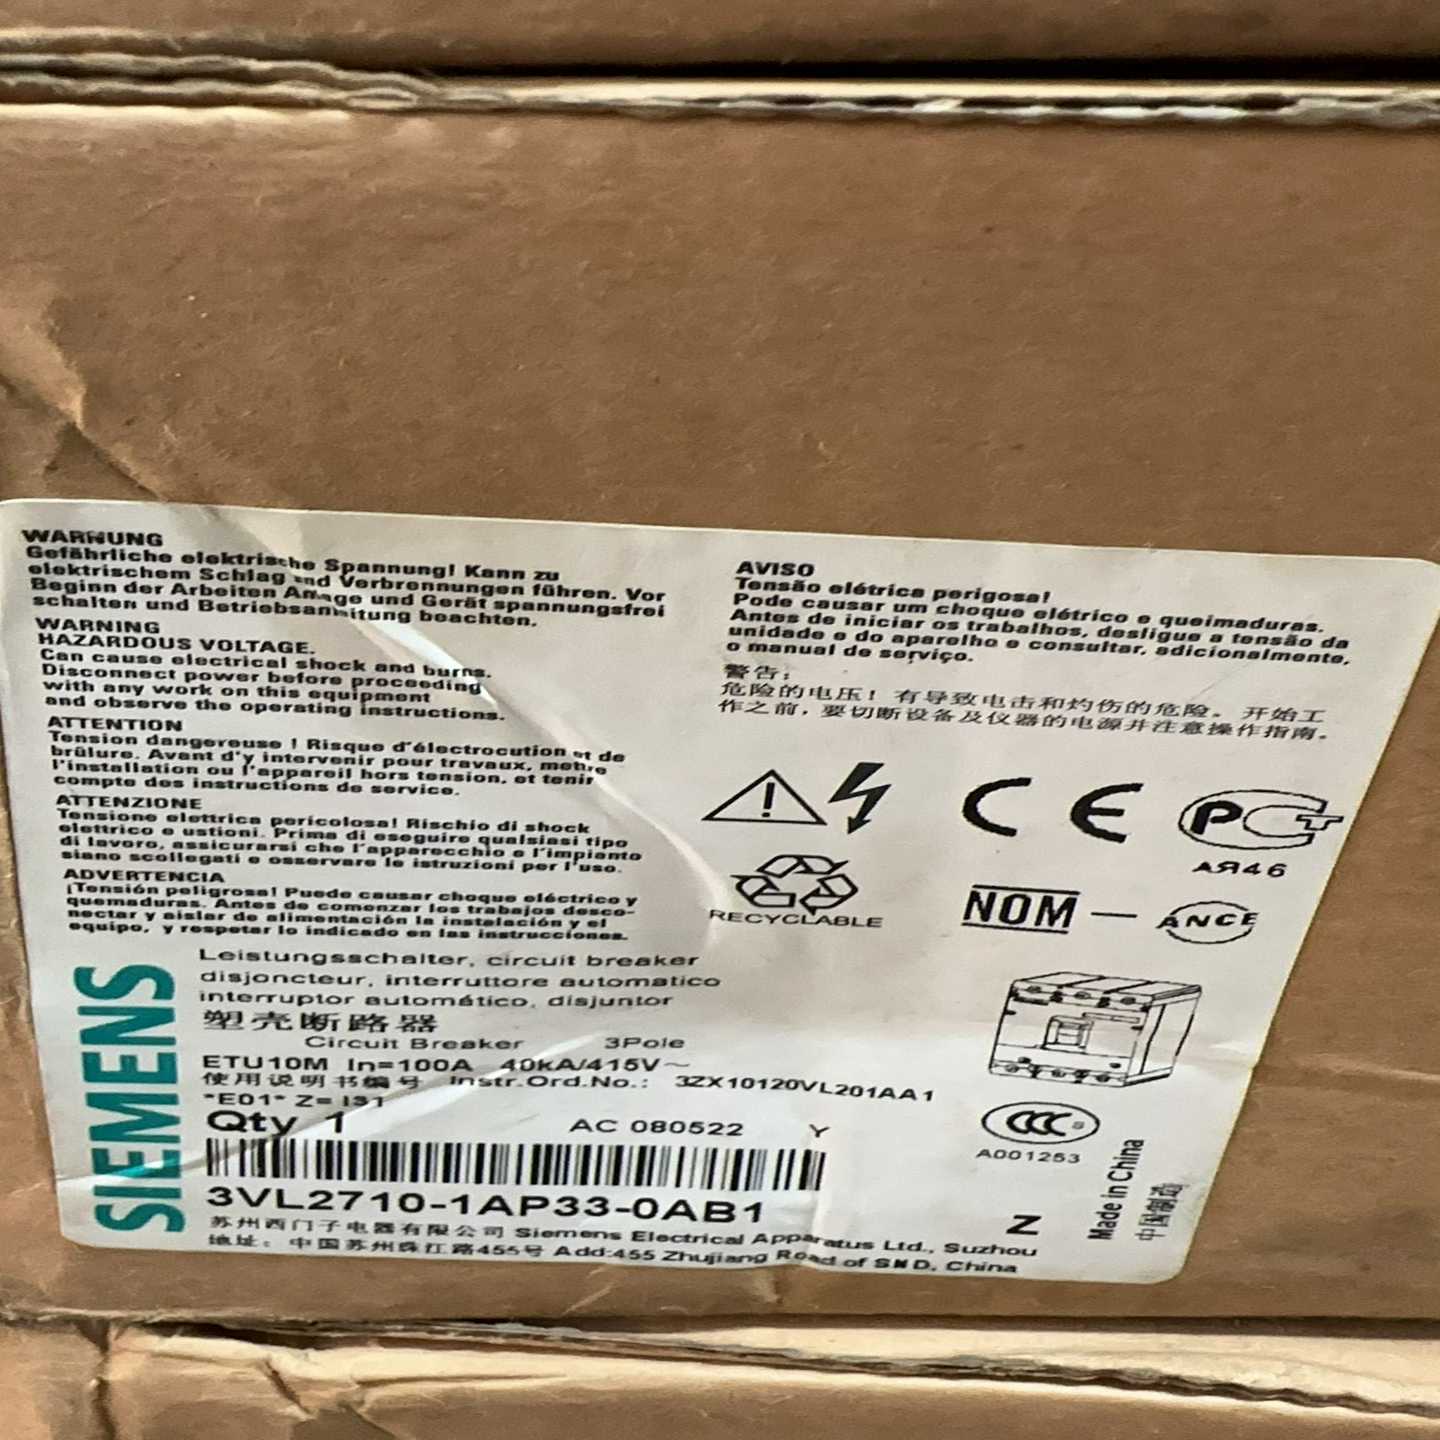 WARNUNG
Gefährliche elektrische Spannung! Kann zu
elektrischem Schlag und Verbrennungen führen. Vor
Beginn der Arbeiten Anlage und Gerät spannungsfrei
schalten und Betriebsanleitung beachten.
WARNING
HAZARDOUS VOLTAGE.
Can cause electrical shock and burns.
Disconnect power before proceeding
with any work on this equipment
and observe the operating instructions.
ATTENTION
Tension dangereuse ! Risque d'électrocution et de
brûlure. Avant d'y intervenir pour travaux, mettre
l'installation ou l'appareil hors tension, et tenir
compte des instructions de service.
ATTENZIONE
Tensione elettrica pericolosa! Rischio di shock
elettrico e ustioni. Prima di eseguire qualsiasi tipo
di lavoro, assicurarsi che l'apparecchio e l'impianto
siano scollegati e osservare le istruzioni per l'uso.
ADVERTENCIA
¡Tensión peligrosa! Puede causar choque eléctrico y
quemaduras. Antes de comenzar los trabajos desco-
nectar y aislar de alimentación la instalación y el
equipo, y respetar lo indicado en las instrucciones.
AVISO
Tensão elétrica perigosa!
Pode causar um choque elétrico e queimaduras.
Antes de iniciar os trabalhos, desligue a tensão da
unidade e do aparelho e consultar, adicionalmente,
o manual de serviço.
警告:
危险的电压! 有导致电击和灼伤的危险。开始工
作之前，要切断设备及仪器的电源并注意操作指南。
CE
РСТ
АЯ46
RECYCLABLE
NOM — ANCE
SIEMENS
Leistungsschalter, circuit breaker
disjoncteur, interruttore automatico
interruptor automático, disjuntor
塑壳断路器
Circuit Breaker 3Pole
ETU10M In=100A 40kA/415V~
使用说明书编号 Instr.Ord.No.: 3ZX10120VL201AA1
"E01" Z= IS1
Qty 1 AC 080522 Y
3VL2710-1AP33-0AB1
苏州西门子电器有限公司 Siemens Electrical Apparatus Ltd., Suzhou
地址: 中国苏州珠江路455号 Add:455 Zhujiang Road of SND, China
CCC S
A001253
Z
Made in China
中国制造